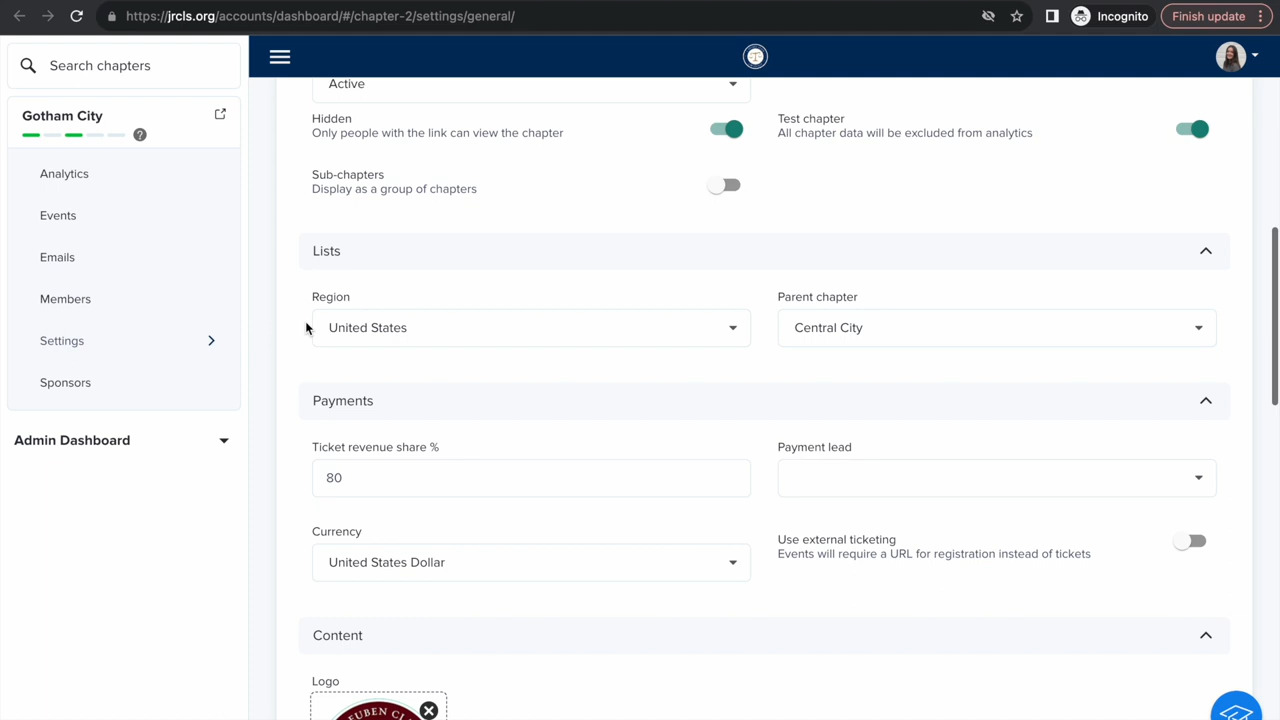 https://jrcls.org/accounts/dashboard/#/chapter-2/settings/general/
Incognito
Finish update
Search chapters
Gotham City
?
Analytics
Events
Emails
Members
Settings
Sponsors
Admin Dashboard
Active
Hidden
Only people with the link can view the chapter
Test chapter
All chapter data will be excluded from analytics
Sub-chapters
Display as a group of chapters
Lists
Region
United States
Parent chapter
Central City
Payments
Ticket revenue share %
80
Payment lead
Currency
United States Dollar
Use external ticketing
Events will require a URL for registration instead of tickets
Content
Logo